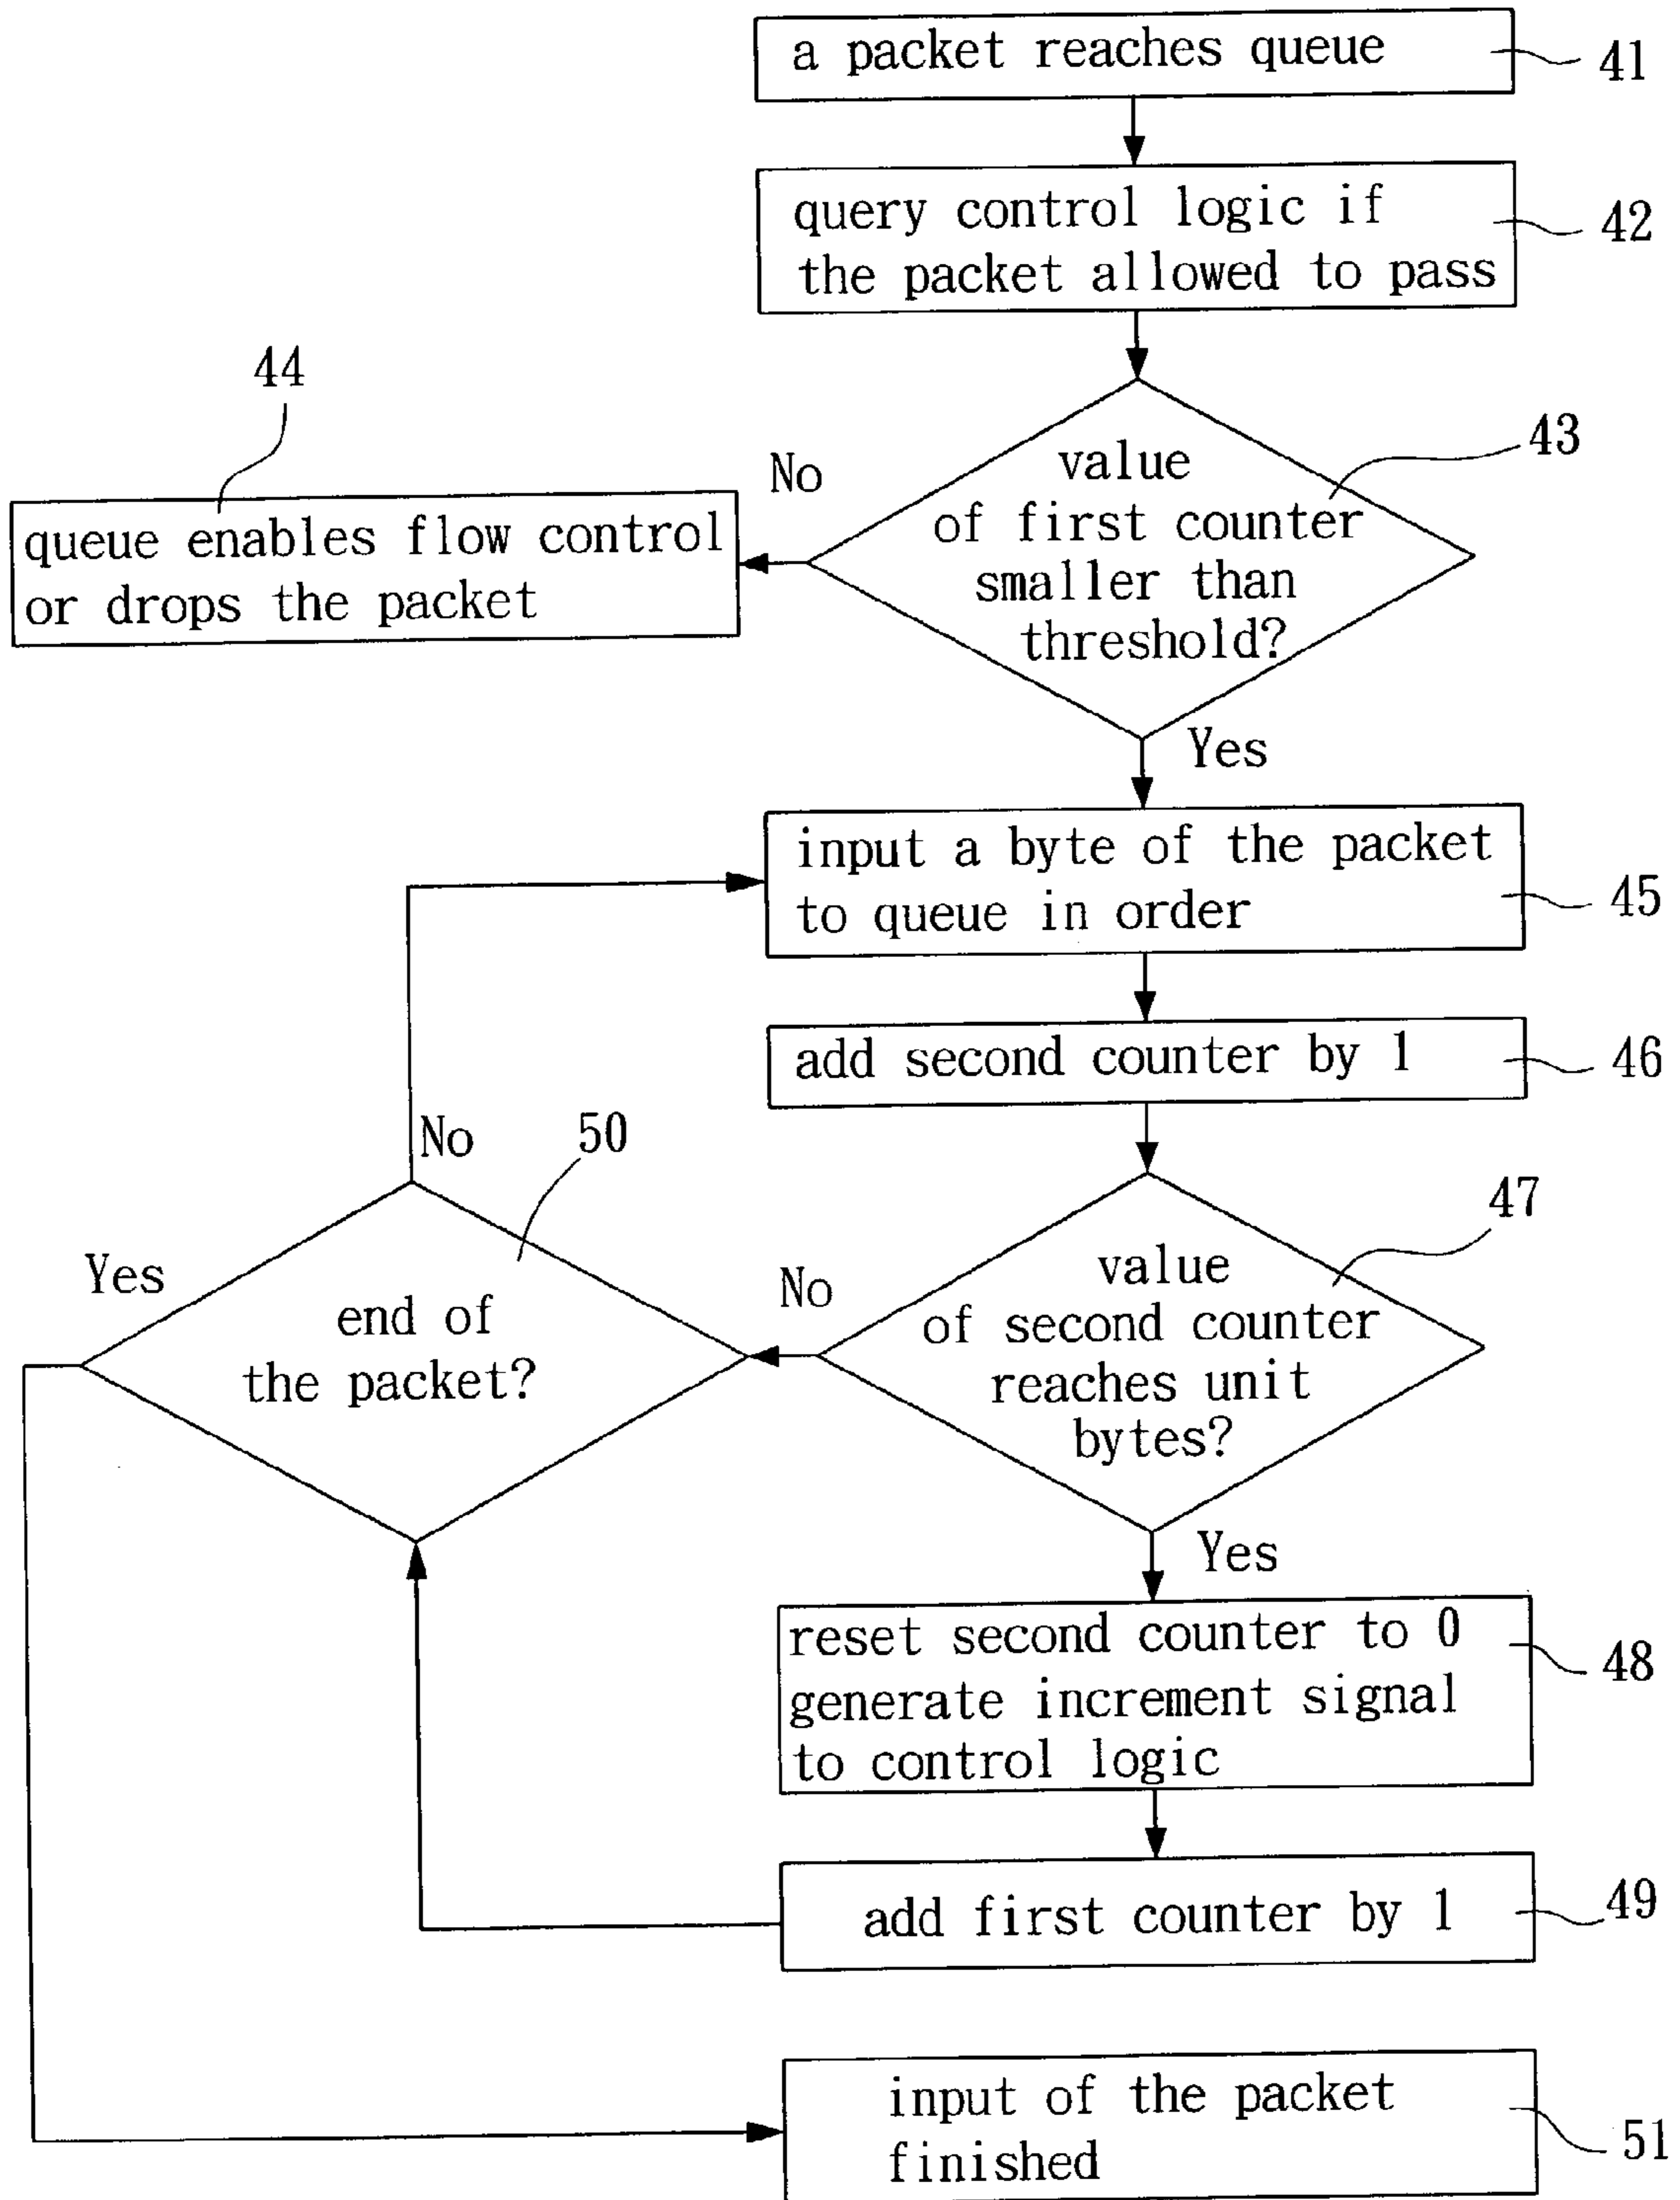 a packet reaches queue
41
query control logic if
the packet allowed to pass
42
44
43
No
value
of first counter
smaller than
threshold?
queue enables flow control
or drops the packet
Yes
input a byte of the packet
to queue in order
45
add second counter by 1
46
No
50
47
Yes
No
value
of second counter
reaches unit
bytes?
end of
the packet?
Yes
reset second counter to 0
generate increment signal
to control logic
48
add first counter by 1
49
input of the packet
finished
51